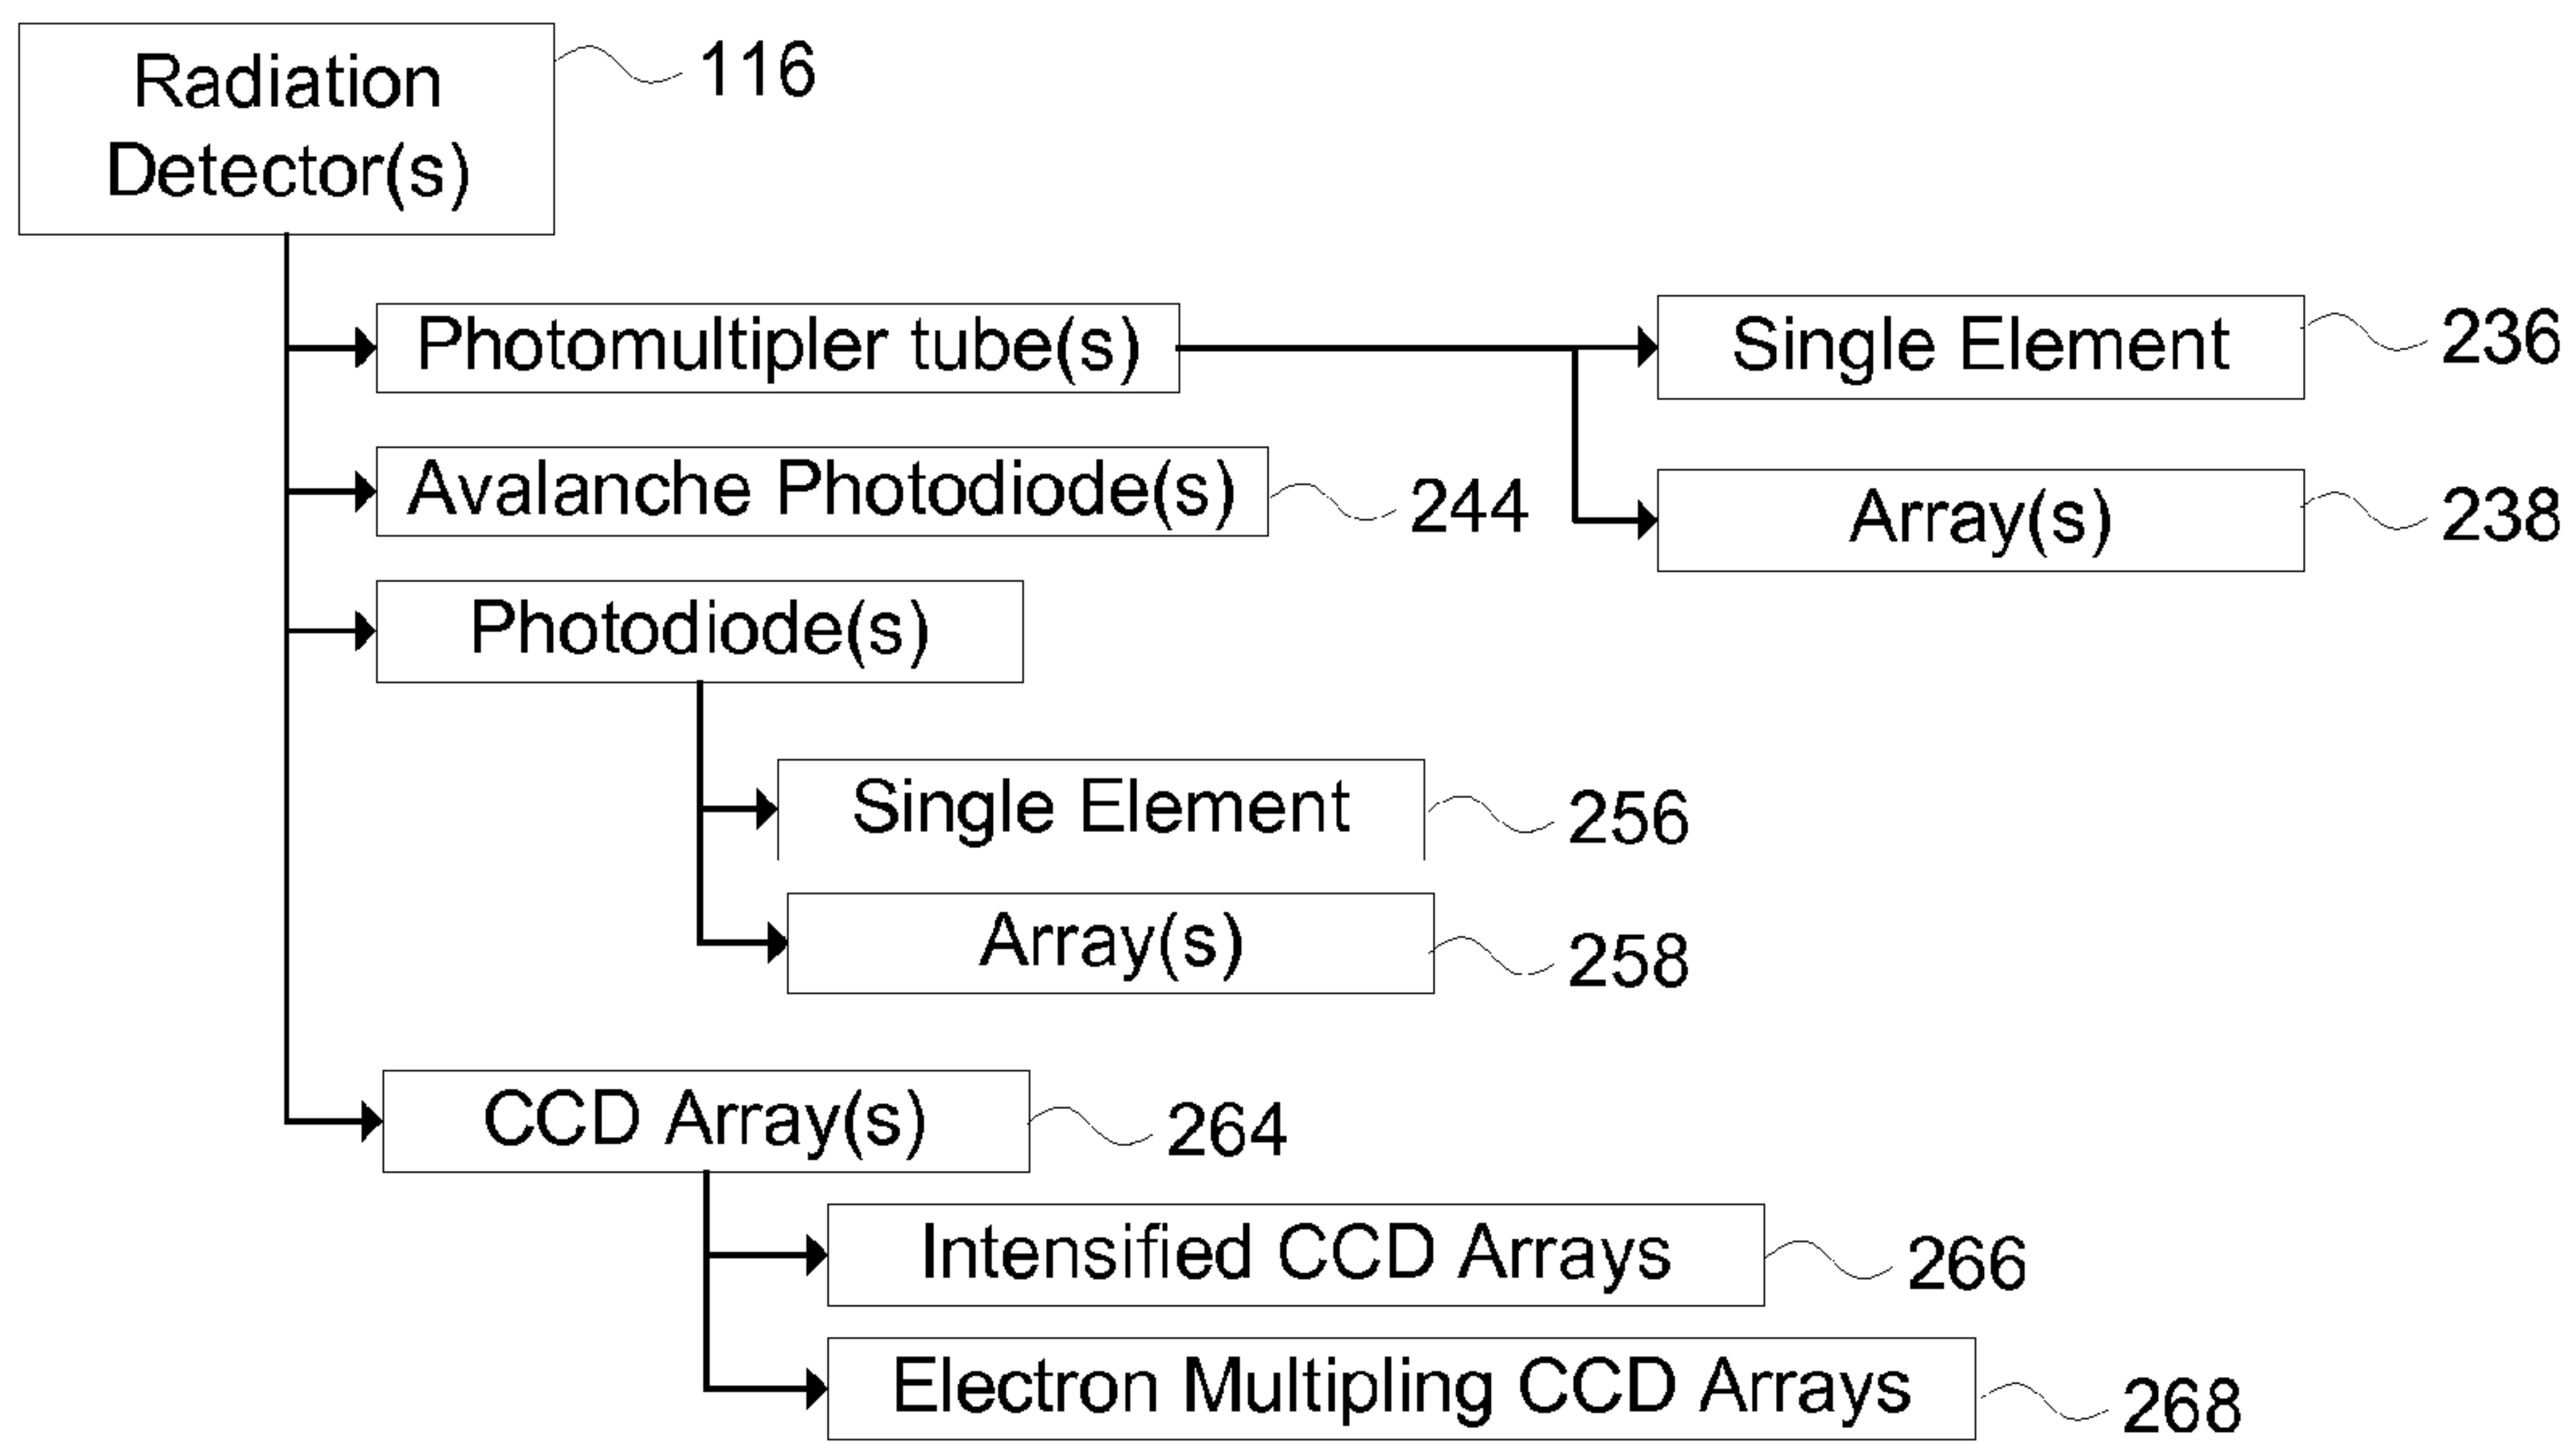 Radiation
Detector(s)
116
Photomultipler tube(s)
Single Element
236
Avalanche Photodiode(s)
244
Array(s)
238
Photodiode(s)
Single Element
256
Array(s)
258
CCD Array(s)
264
Intensified CCD Arrays
266
Electron Multipling CCD Arrays
268